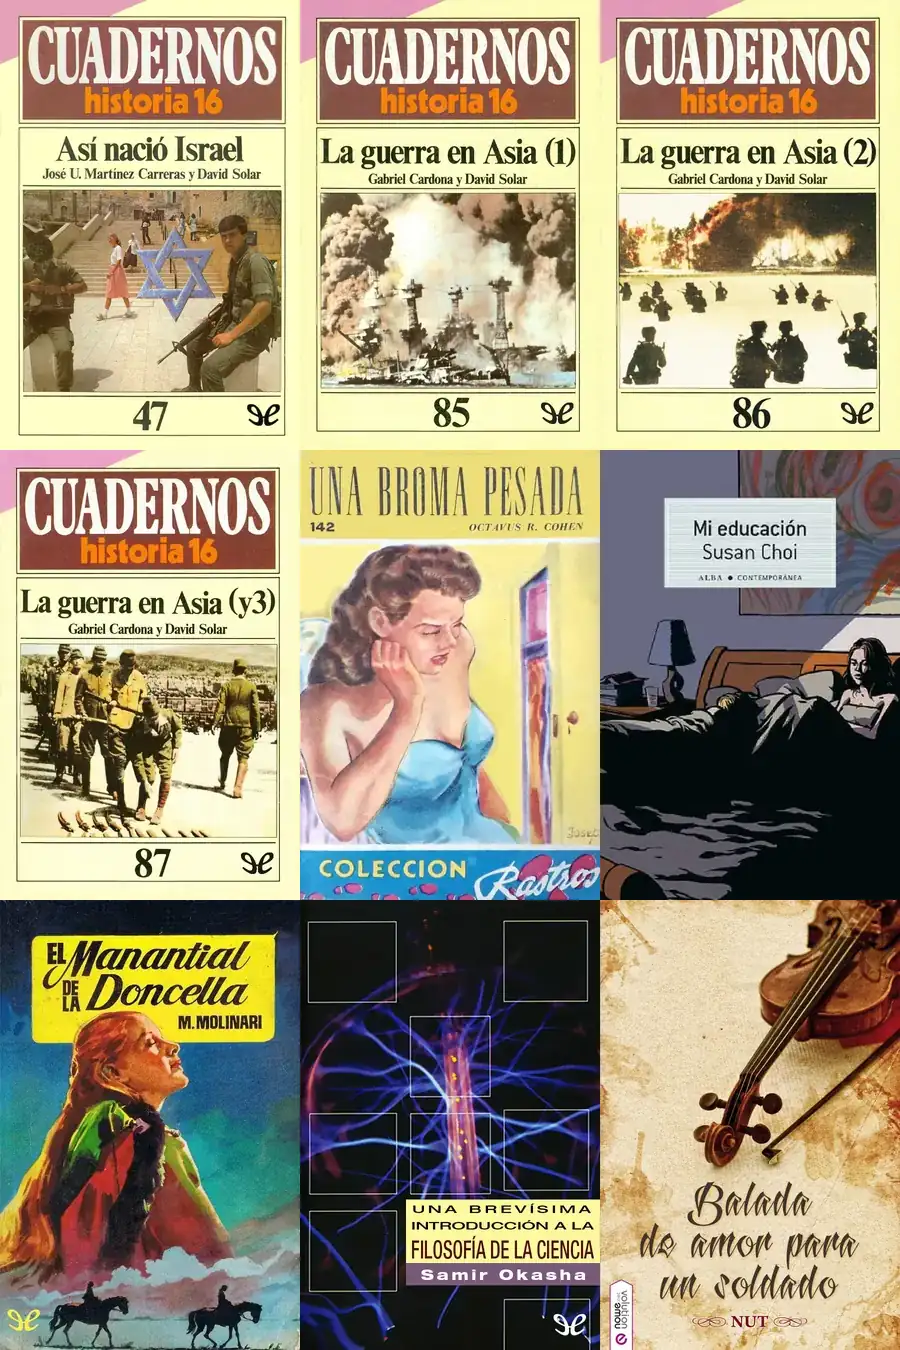 CUADERNOS
historia 16
Así nació Israel
José U. Martínez Carreras y David Solar
47
CUADERNOS
historia 16
La guerra en Asia (1)
Gabriel Cardona y David Solar
85
CUADERNOS
historia 16
La guerra en Asia (2)
Gabriel Cardona y David Solar
86
CUADERNOS
historia 16
La guerra en Asia (y3)
Gabriel Cardona y David Solar
87
UNA BROMA PESADA
142
OCTAVUS R. COHEN
COLECCION Rastros
Mi educación
Susan Choi
ALBA ● CONTEMPORÁNEA
EL Manantial
DE LA Doncella
M. MOLINARI
UNA BREVÍSIMA
INTRODUCCIÓN A LA
FILOSOFÍA DE LA CIENCIA
Samir Okasha
Balada
de amor para
un soldado
NUT